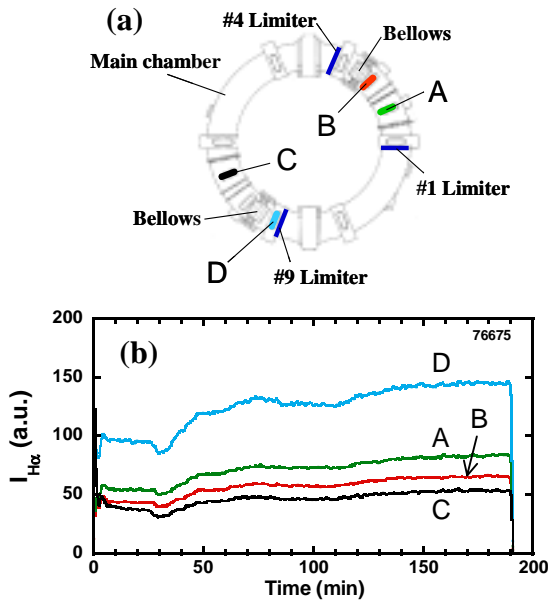 (a)
#4 Limiter
Bellows
Main chamber
A
B
C
#1 Limiter
Bellows
D
#9 Limiter
200
(b)
76675
D
150
I_Hα (a.u.)
A
B
100
50
C
0
0 50 100 150 200
Time (min)